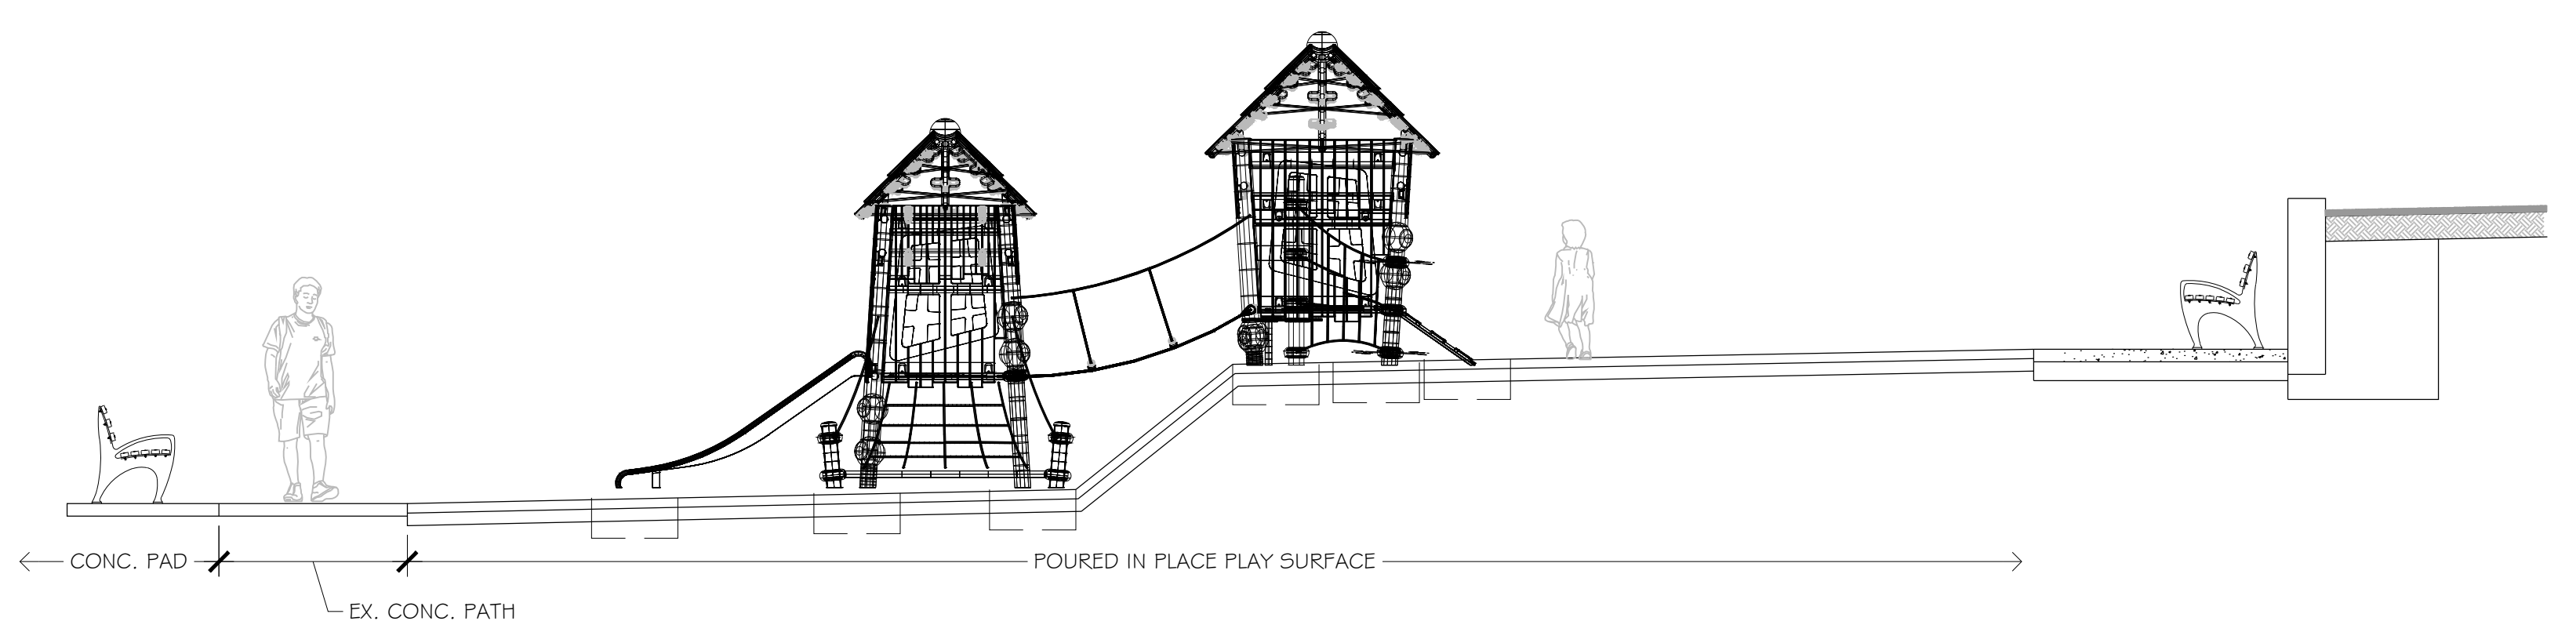 CONC. PAD
POURED IN PLACE PLAY SURFACE
EX. CONC. PATH